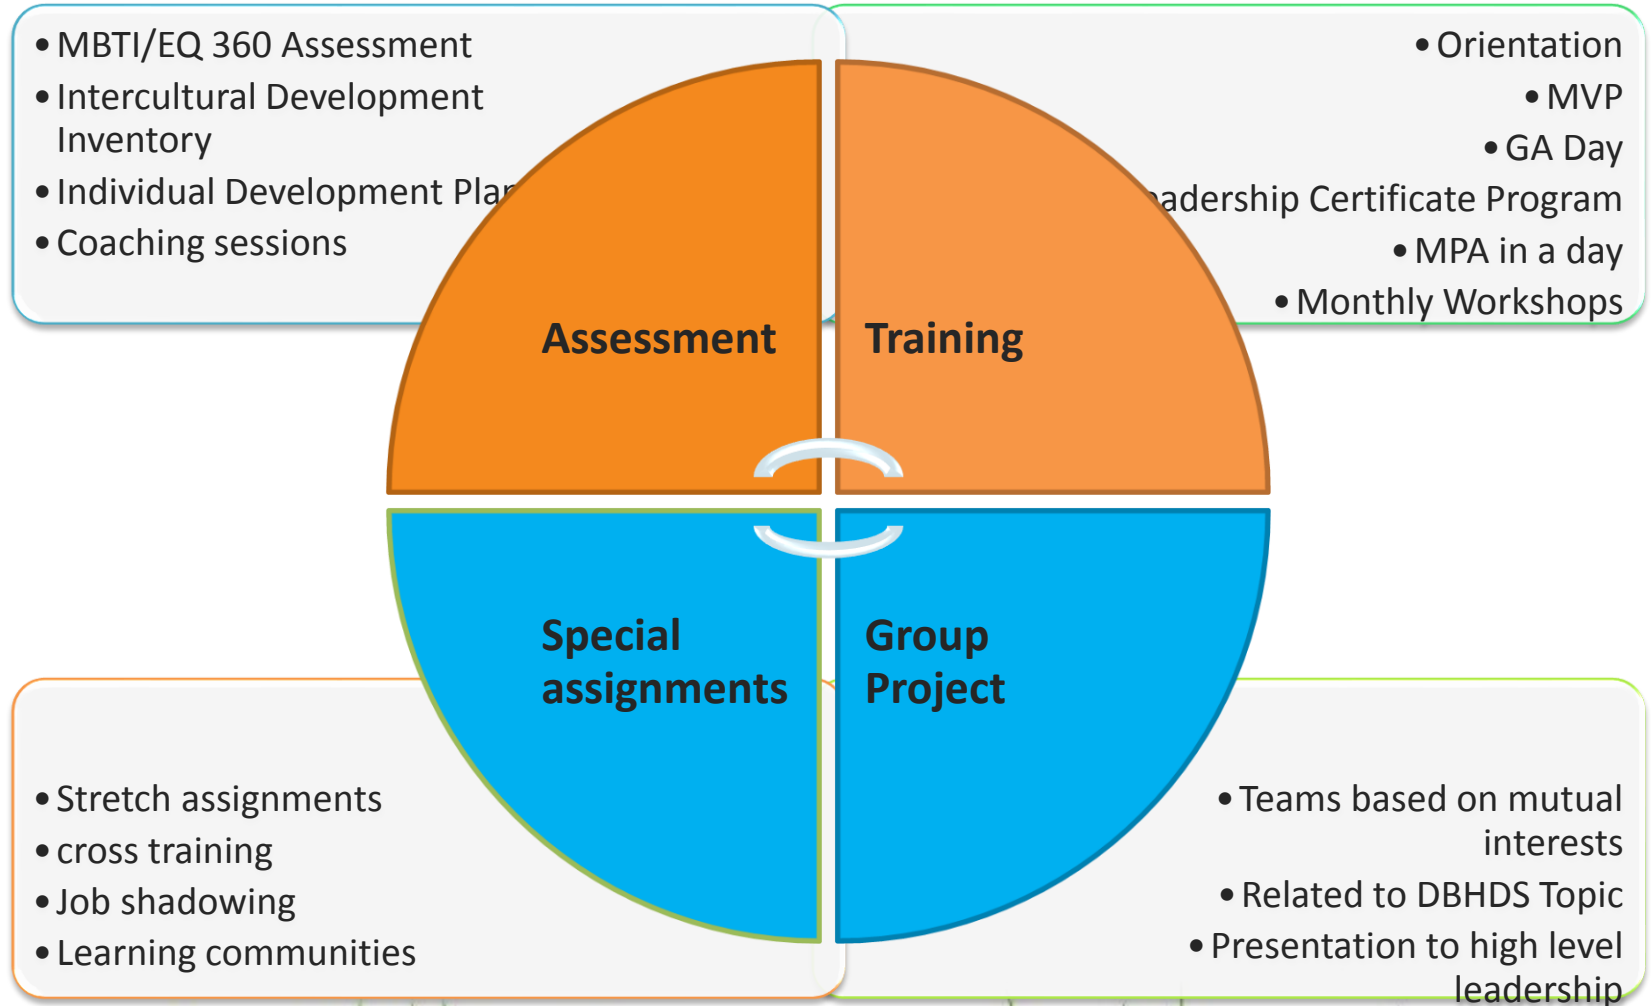 • MBTI/EQ 360 Assessment
• Intercultural Development
Inventory
• Individual Development Plan
• Coaching sessions
• Orientation
• MVP
• GA Day
adership Certificate Program
• MPA in a day
• Monthly Workshops
Assessment
Training
Special
assignments
Group
Project
• Stretch assignments
• cross training
• Job shadowing
• Learning communities
• Teams based on mutual
interests
• Related to DBHDS Topic
• Presentation to high level
leadership